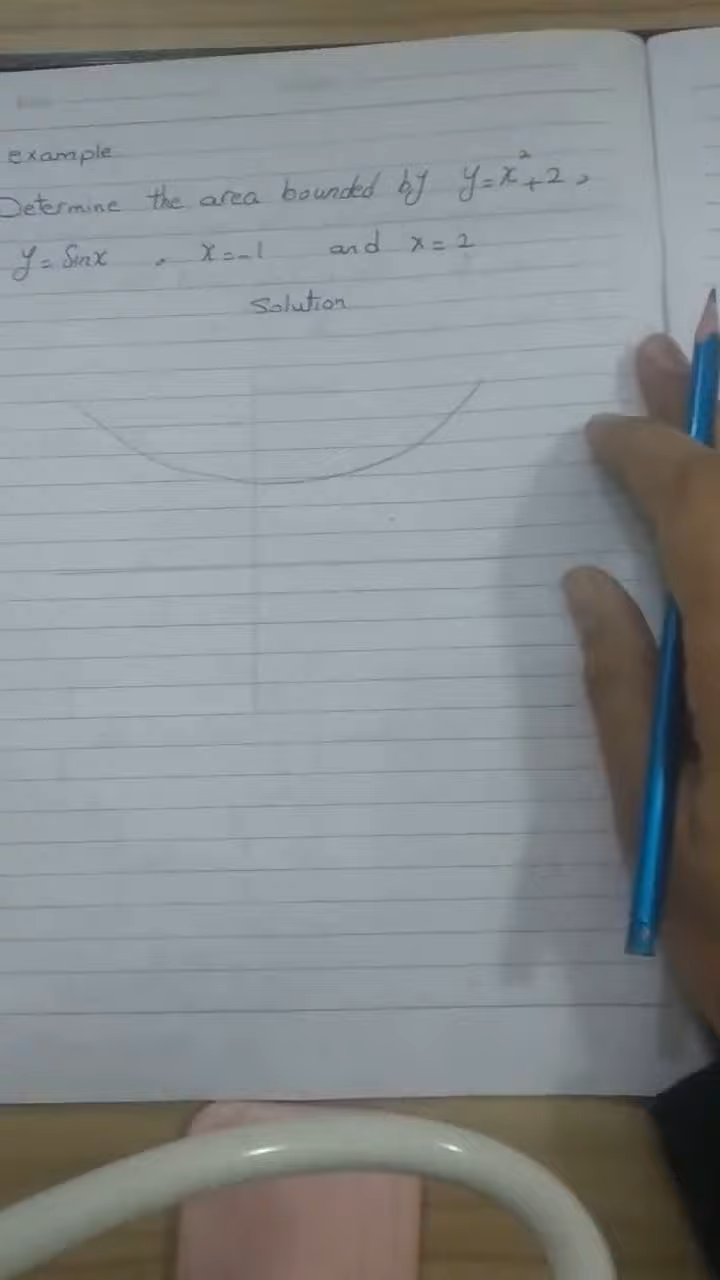 example
Determine the area bounded by y=x²+2,
y= Sinx , x=-1 and x=2
Solution